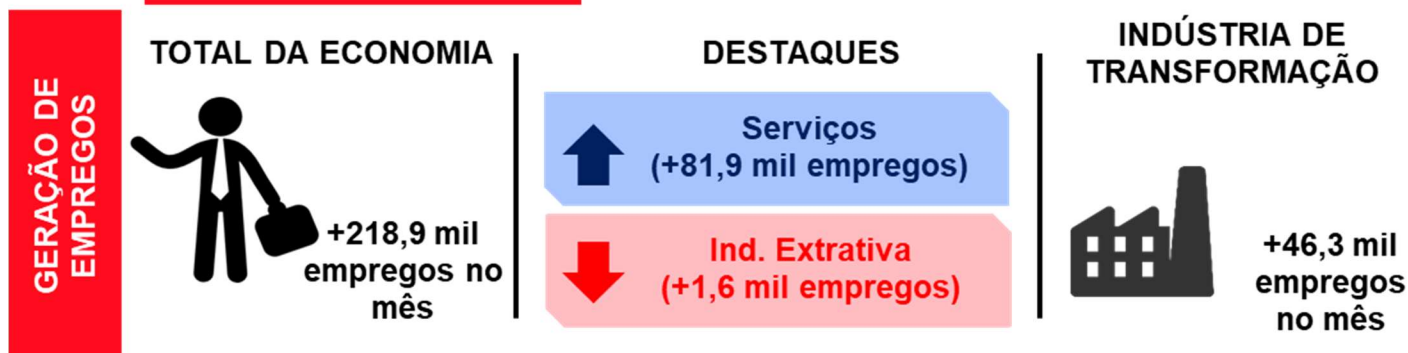 GERAÇÃO DE
EMPREGOS
TOTAL DA ECONOMIA
+218,9 mil
empregos no
mês
DESTAQUES
Serviços
(+81,9 mil empregos)
Ind. Extrativa
(+1,6 mil empregos)
INDÚSTRIA DE
TRANSFORMAÇÃO
+46,3 mil
empregos
no mês